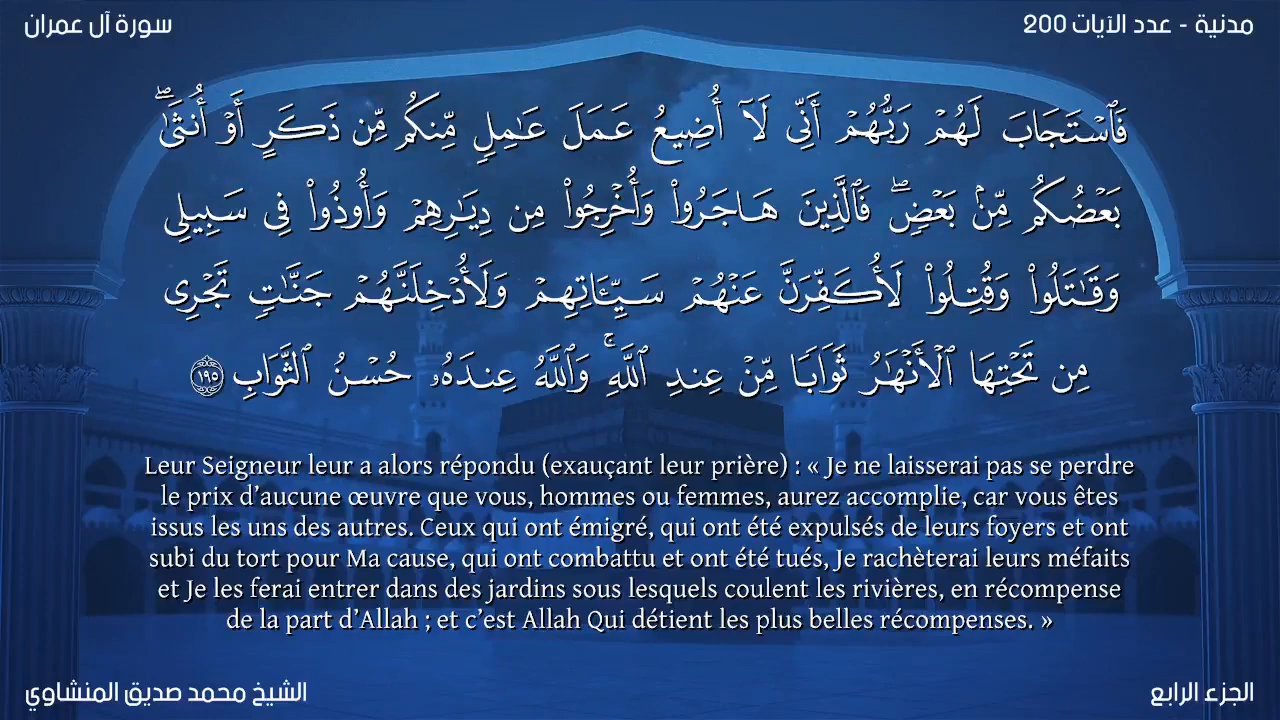 سورة آل عمران
مدنية - عدد الآيات 200
فَٱسْتَجَابَ لَهُمْ رَبُّهُمْ أَنِّى لَآ أُضِيعُ عَمَلَ عَٰمِلٍ مِّنكُم مِّن ذَكَرٍ أَوْ أُنثَىٰ ۖ
بَعْضُكُم مِّنۢ بَعْضٍ ۖ فَٱلَّذِينَ هَاجَرُوا۟ وَأُخْرِجُوا۟ مِن دِيَٰرِهِمْ وَأُوذُوا۟ فِى سَبِيلِى
وَقَٰتَلُوا۟ وَقُتِلُوا۟ لَأُكَفِّرَنَّ عَنْهُمْ سَيِّـَٔاتِهِمْ وَلَأُدْخِلَنَّهُمْ جَنَّٰتٍ تَجْرِى
مِن تَحْتِهَا ٱلْأَنْهَٰرُ ثَوَابًا مِّنْ عِندِ ٱللَّهِ ۚ وَٱللَّهُ عِندَهُۥ حُسْنُ ٱلثَّوَابِ ١٩٥
Leur Seigneur leur a alors répondu (exauçant leur prière) : « Je ne laisserai pas se perdre
le prix d’aucune œuvre que vous, hommes ou femmes, aurez accomplie, car vous êtes
issus les uns des autres. Ceux qui ont émigré, qui ont été expulsés de leurs foyers et ont
subi du tort pour Ma cause, qui ont combattu et ont été tués, Je rachèterai leurs méfaits
et Je les ferai entrer dans des jardins sous lesquels coulent les rivières, en récompense
de la part d’Allah ; et c’est Allah Qui détient les plus belles récompenses. »
الشيخ محمد صديق المنشاوي
الجزء الرابع